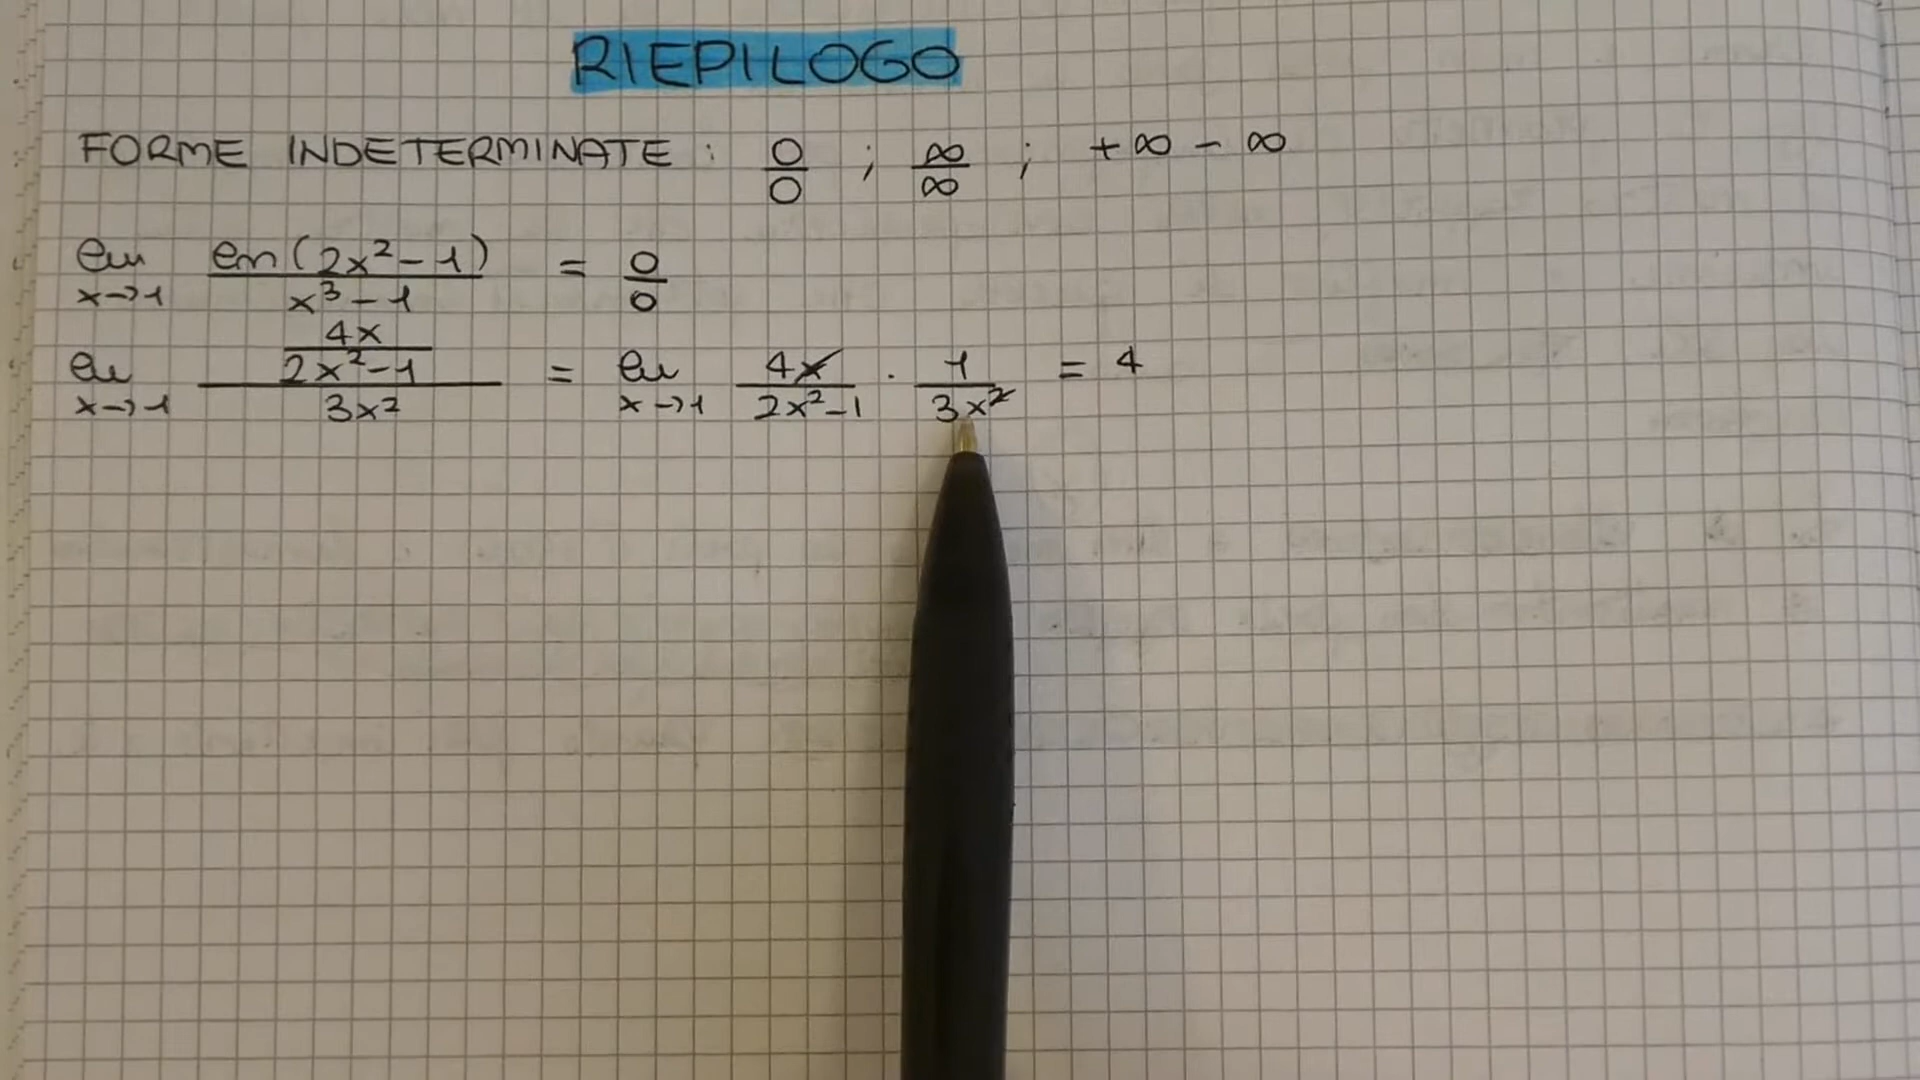 RIEPILOGO
FORME INDETERMINATE : 0/0 ; ∞/∞ ; +∞ - ∞
lim x→1 ln(2x²-1)/(x³-1) = 0/0
lim x→1 (4x/(2x²-1))/(3x²) = lim x→1 4x/(2x²-1) · 1/(3x²) = 4